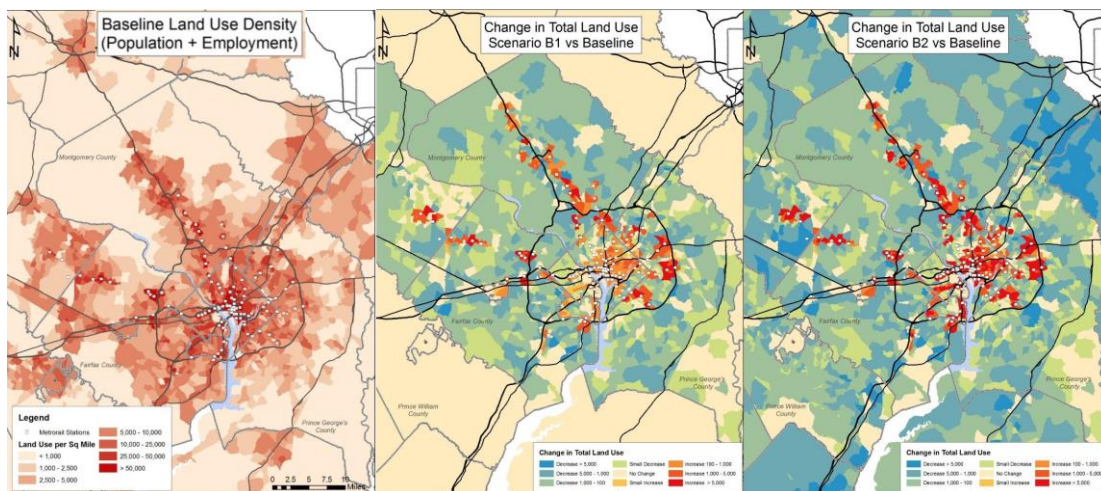 Baseline Land Use Density
(Population + Employment)
N
Montgomery County
Fairfax County
Prince George's
County
Legend
Metrorail Stations
Land Use per Sq Mile
< 1,000
1,000 - 2,500
2,500 - 5,000
5,000 - 10,000
10,000 - 25,000
25,000 - 50,000
> 50,000
0 1 2 4 6 8 10
Miles
Change in Total Land Use
Scenario B1 vs Baseline
N
Montgomery County
Fairfax County
Prince William
County
Prince George's
County
Change in Total Land Use
Decrease > 5,000
Decrease 5,000 - 1,000
Decrease 1,000 - 100
Small Decrease
No Change
Small Increase
Increase 100 - 1,000
Increase 1,000 - 5,000
Increase > 5,000
Change in Total Land Use
Scenario B2 vs Baseline
N
Montgomery County
Fairfax County
Prince William
County
Prince George's
County
Change in Total Land Use
Decrease > 5,000
Decrease 5,000 - 1,000
Decrease 1,000 - 100
Small Decrease
No Change
Small Increase
Increase 100 - 1,000
Increase 1,000 - 5,000
Increase > 5,000